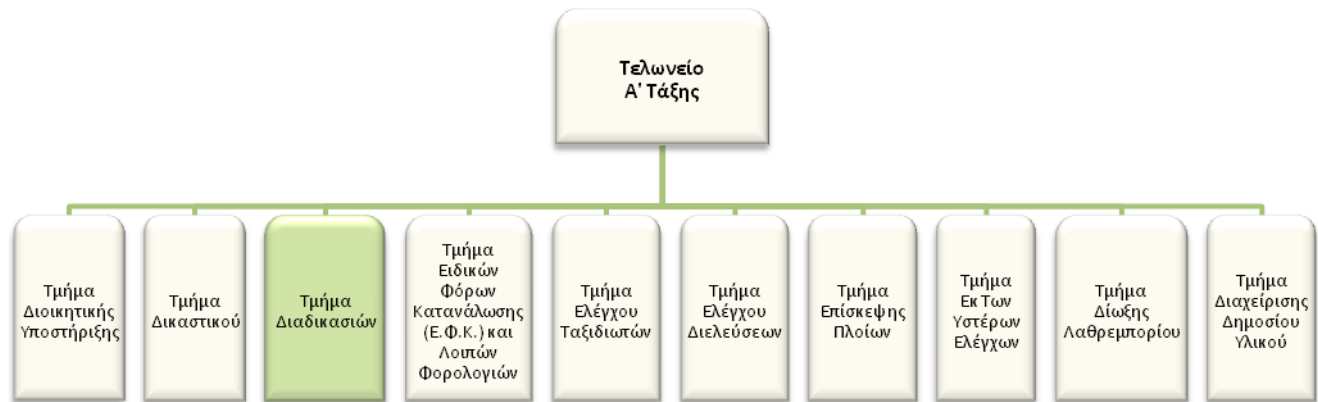 Τελωνείο
Α' Τάξης
Τμήμα
Διοικητικής
Υποστήριξης
Τμήμα
Δικαστικού
Τμήμα
Διαδικασιών
Τμήμα
Ειδικών
Φόρων
Κατανάλωσης
(Ε.Φ.Κ.) και
Λοιπών
Φορολογιών
Τμήμα
Ελέγχου
Ταξιδιωτών
Τμήμα
Ελέγχου
Διελεύσεων
Τμήμα
Επίσκεψης
Πλοίων
Τμήμα
Εκ Των
Υστέρων
Ελέγχων
Τμήμα
Δίωξης
Λαθρεμπορίου
Τμήμα
Διαχείρισης
Δημοσίου
Υλικού